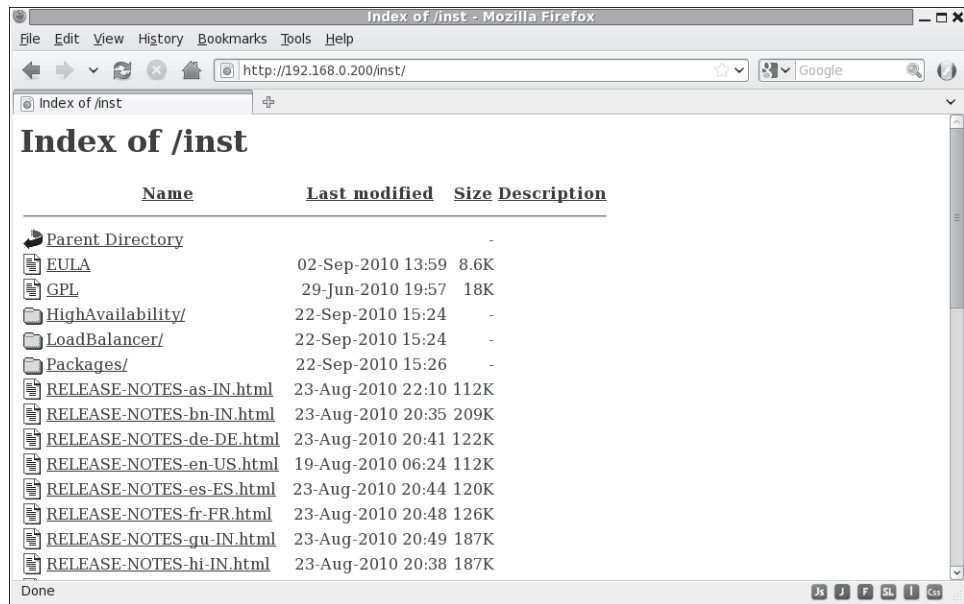 Index of /inst - Mozilla Firefox
File Edit View History Bookmarks Tools Help
http://192.168.0.200/inst/ Google
Index of /inst
Index of /inst
Name Last modified Size Description
Parent Directory -
EULA 02-Sep-2010 13:59 8.6K
GPL 29-Jun-2010 19:57 18K
HighAvailability/ 22-Sep-2010 15:24 -
LoadBalancer/ 22-Sep-2010 15:24 -
Packages/ 22-Sep-2010 15:26 -
RELEASE-NOTES-as-IN.html 23-Aug-2010 22:10 112K
RELEASE-NOTES-bn-IN.html 23-Aug-2010 20:35 209K
RELEASE-NOTES-de-DE.html 23-Aug-2010 20:41 122K
RELEASE-NOTES-en-US.html 19-Aug-2010 06:24 112K
RELEASE-NOTES-es-ES.html 23-Aug-2010 20:44 120K
RELEASE-NOTES-fr-FR.html 23-Aug-2010 20:48 126K
RELEASE-NOTES-gu-IN.html 23-Aug-2010 20:49 187K
RELEASE-NOTES-hi-IN.html 23-Aug-2010 20:38 187K
Done Js J F SL I Css